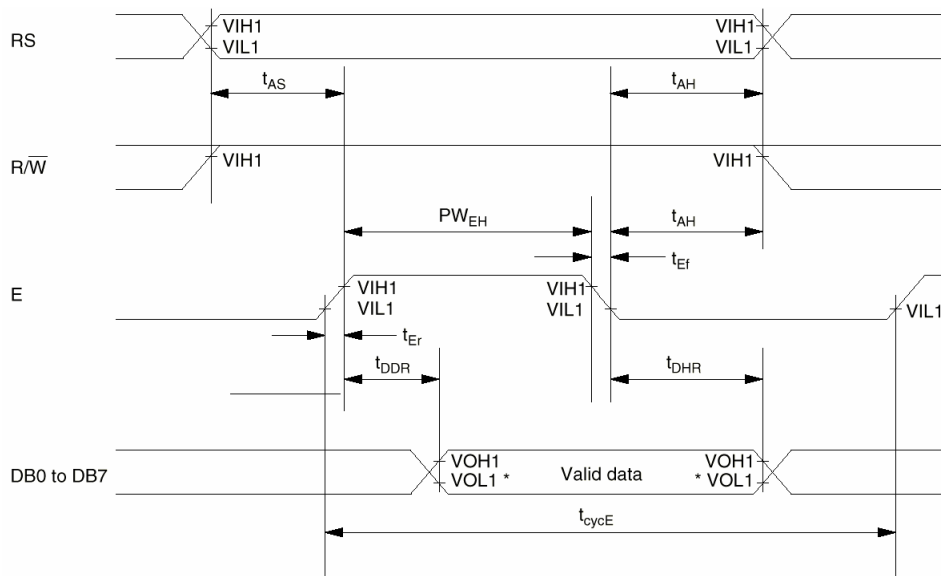 RS
VIH1
VIL1
VIH1
VIL1
tAS
tAH
R/W̅
VIH1
VIH1
PWEH
tAH
tEf
E
VIH1
VIL1
VIH1
VIL1
VIL1
tEr
tDDR
tDHR
DB0 to DB7
VOH1
VOL1 *
Valid data
VOH1
* VOL1
tcycE